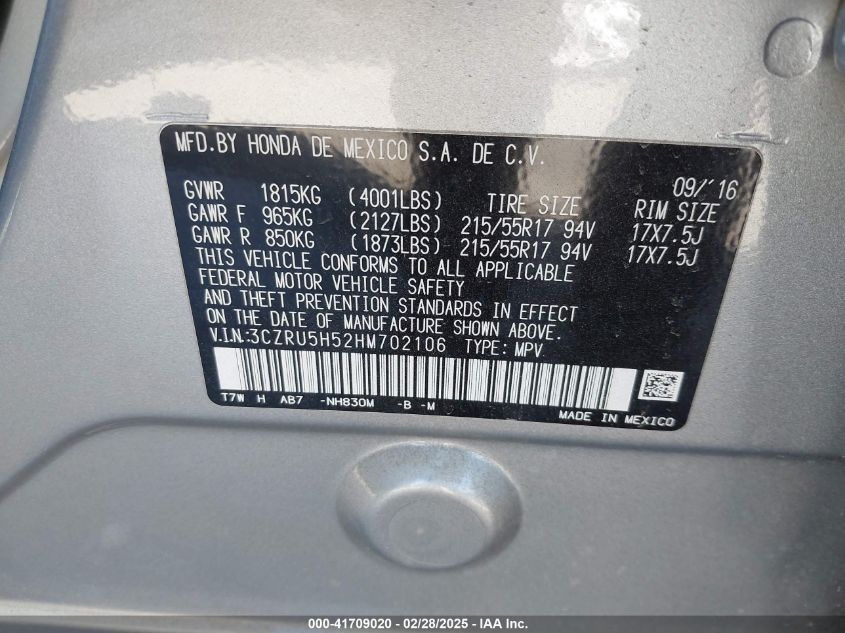 MFD.BY HONDA DE MEXICO S.A. DE C.V.
09/'16
GVWR 1815KG (4001LBS) TIRE SIZE RIM SIZE
GAWR F 965KG (2127LBS) 215/55R17 94V 17X7.5J
GAWR R 850KG (1873LBS) 215/55R17 94V 17X7.5J
THIS VEHICLE CONFORMS TO ALL APPLICABLE
FEDERAL MOTOR VEHICLE SAFETY
AND THEFT PREVENTION STANDARDS IN EFFECT
ON THE DATE OF MANUFACTURE SHOWN ABOVE.
V.I.N.:3CZRU5H52HM702106 TYPE: MPV
T7W H AB7 -NH830M -B -M
MADE IN MEXICO
000-41709020 / 02/28/2025 - IAA Inc.